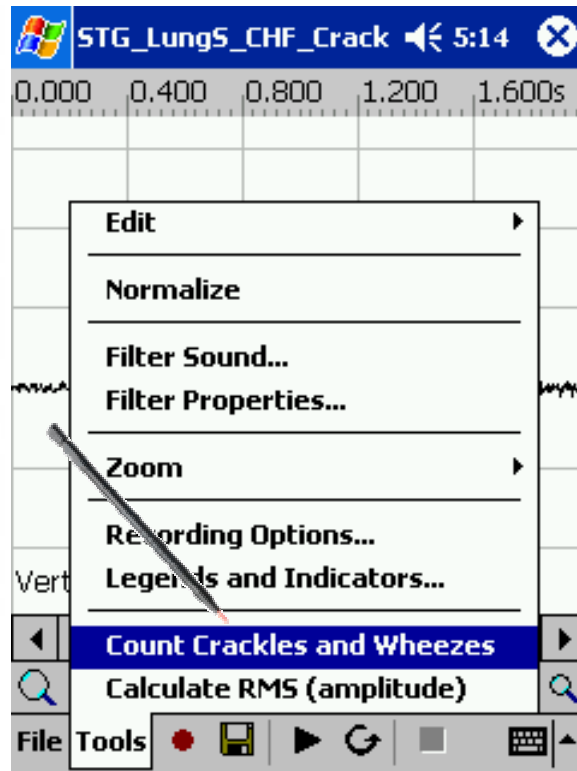 STG_LungS_CHF_Crack 5:14
0.000 0.400 0.800 1.200 1.600s
Edit
Normalize
Filter Sound...
Filter Properties...
Zoom
Recording Options...
Legends and Indicators...
Vert
Count Crackles and Wheezes
Calculate RMS (amplitude)
File Tools